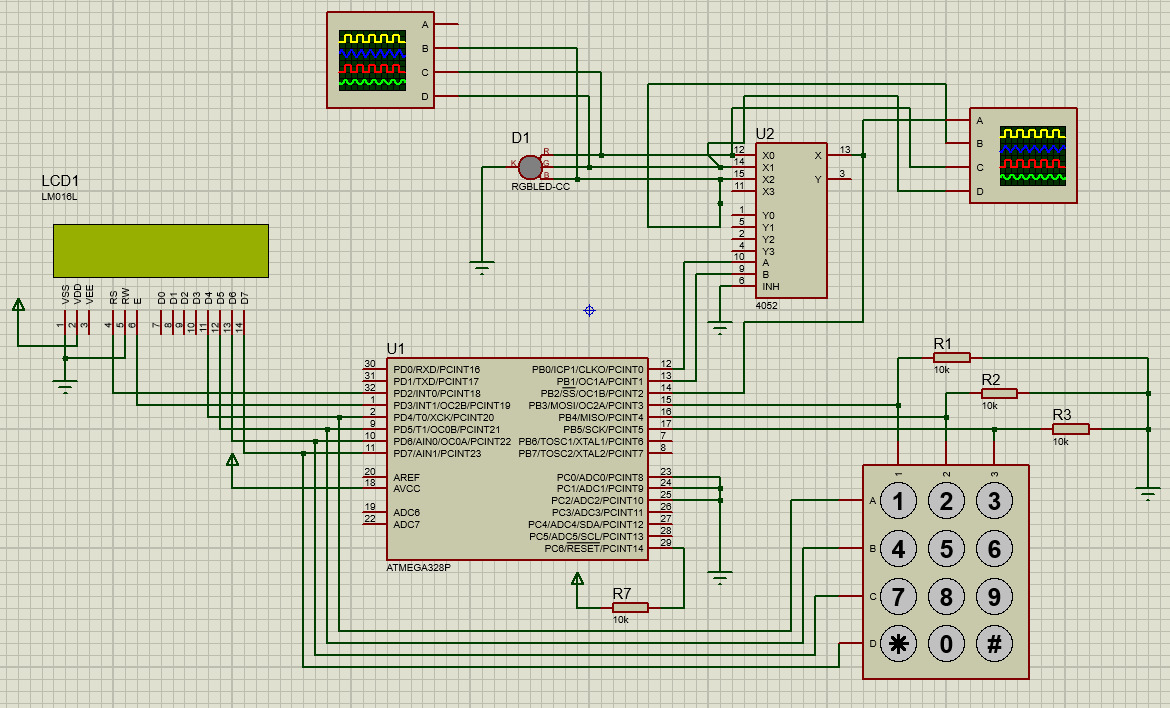 A
B
C
D
D1
R
K
G
B
RGBLED-CC
U2
12 X0 X 13
14 X1
15 X2 Y 3
11 X3
1 Y0
5 Y1
2 Y2
4 Y3
10 A
9 B
6 INH
4052
A
B
C
D
LCD1
LM016L
VSS VDD VEE RS RW E D0 D1 D2 D3 D4 D5 D6 D7
1 2 3 4 5 6 7 8 9 10 11 12 13 14
U1
30 PD0/RXD/PCINT16 PB0/ICP1/CLKO/PCINT0 12
31 PD1/TXD/PCINT17 PB1/OC1A/PCINT1 13
32 PD2/INT0/PCINT18 PB2/SS/OC1B/PCINT2 14
1 PD3/INT1/OC2B/PCINT19 PB3/MOSI/OC2A/PCINT3 15
2 PD4/T0/XCK/PCINT20 PB4/MISO/PCINT4 16
9 PD5/T1/OC0B/PCINT21 PB5/SCK/PCINT5 17
10 PD6/AIN0/OC0A/PCINT22 PB6/TOSC1/XTAL1/PCINT6 7
11 PD7/AIN1/PCINT23 PB7/TOSC2/XTAL2/PCINT7 8
20 AREF PC0/ADC0/PCINT8 23
18 AVCC PC1/ADC1/PCINT9 24
PC2/ADC2/PCINT10 25
19 ADC6 PC3/ADC3/PCINT11 26
22 ADC7 PC4/ADC4/SDA/PCINT12 27
PC5/ADC5/SCL/PCINT13 28
PC6/RESET/PCINT14 29
ATMEGA328P
R7
10k
R1
10k
R2
10k
R3
10k
1 2 3
A 1 2 3
B 4 5 6
C 7 8 9
D * 0 #